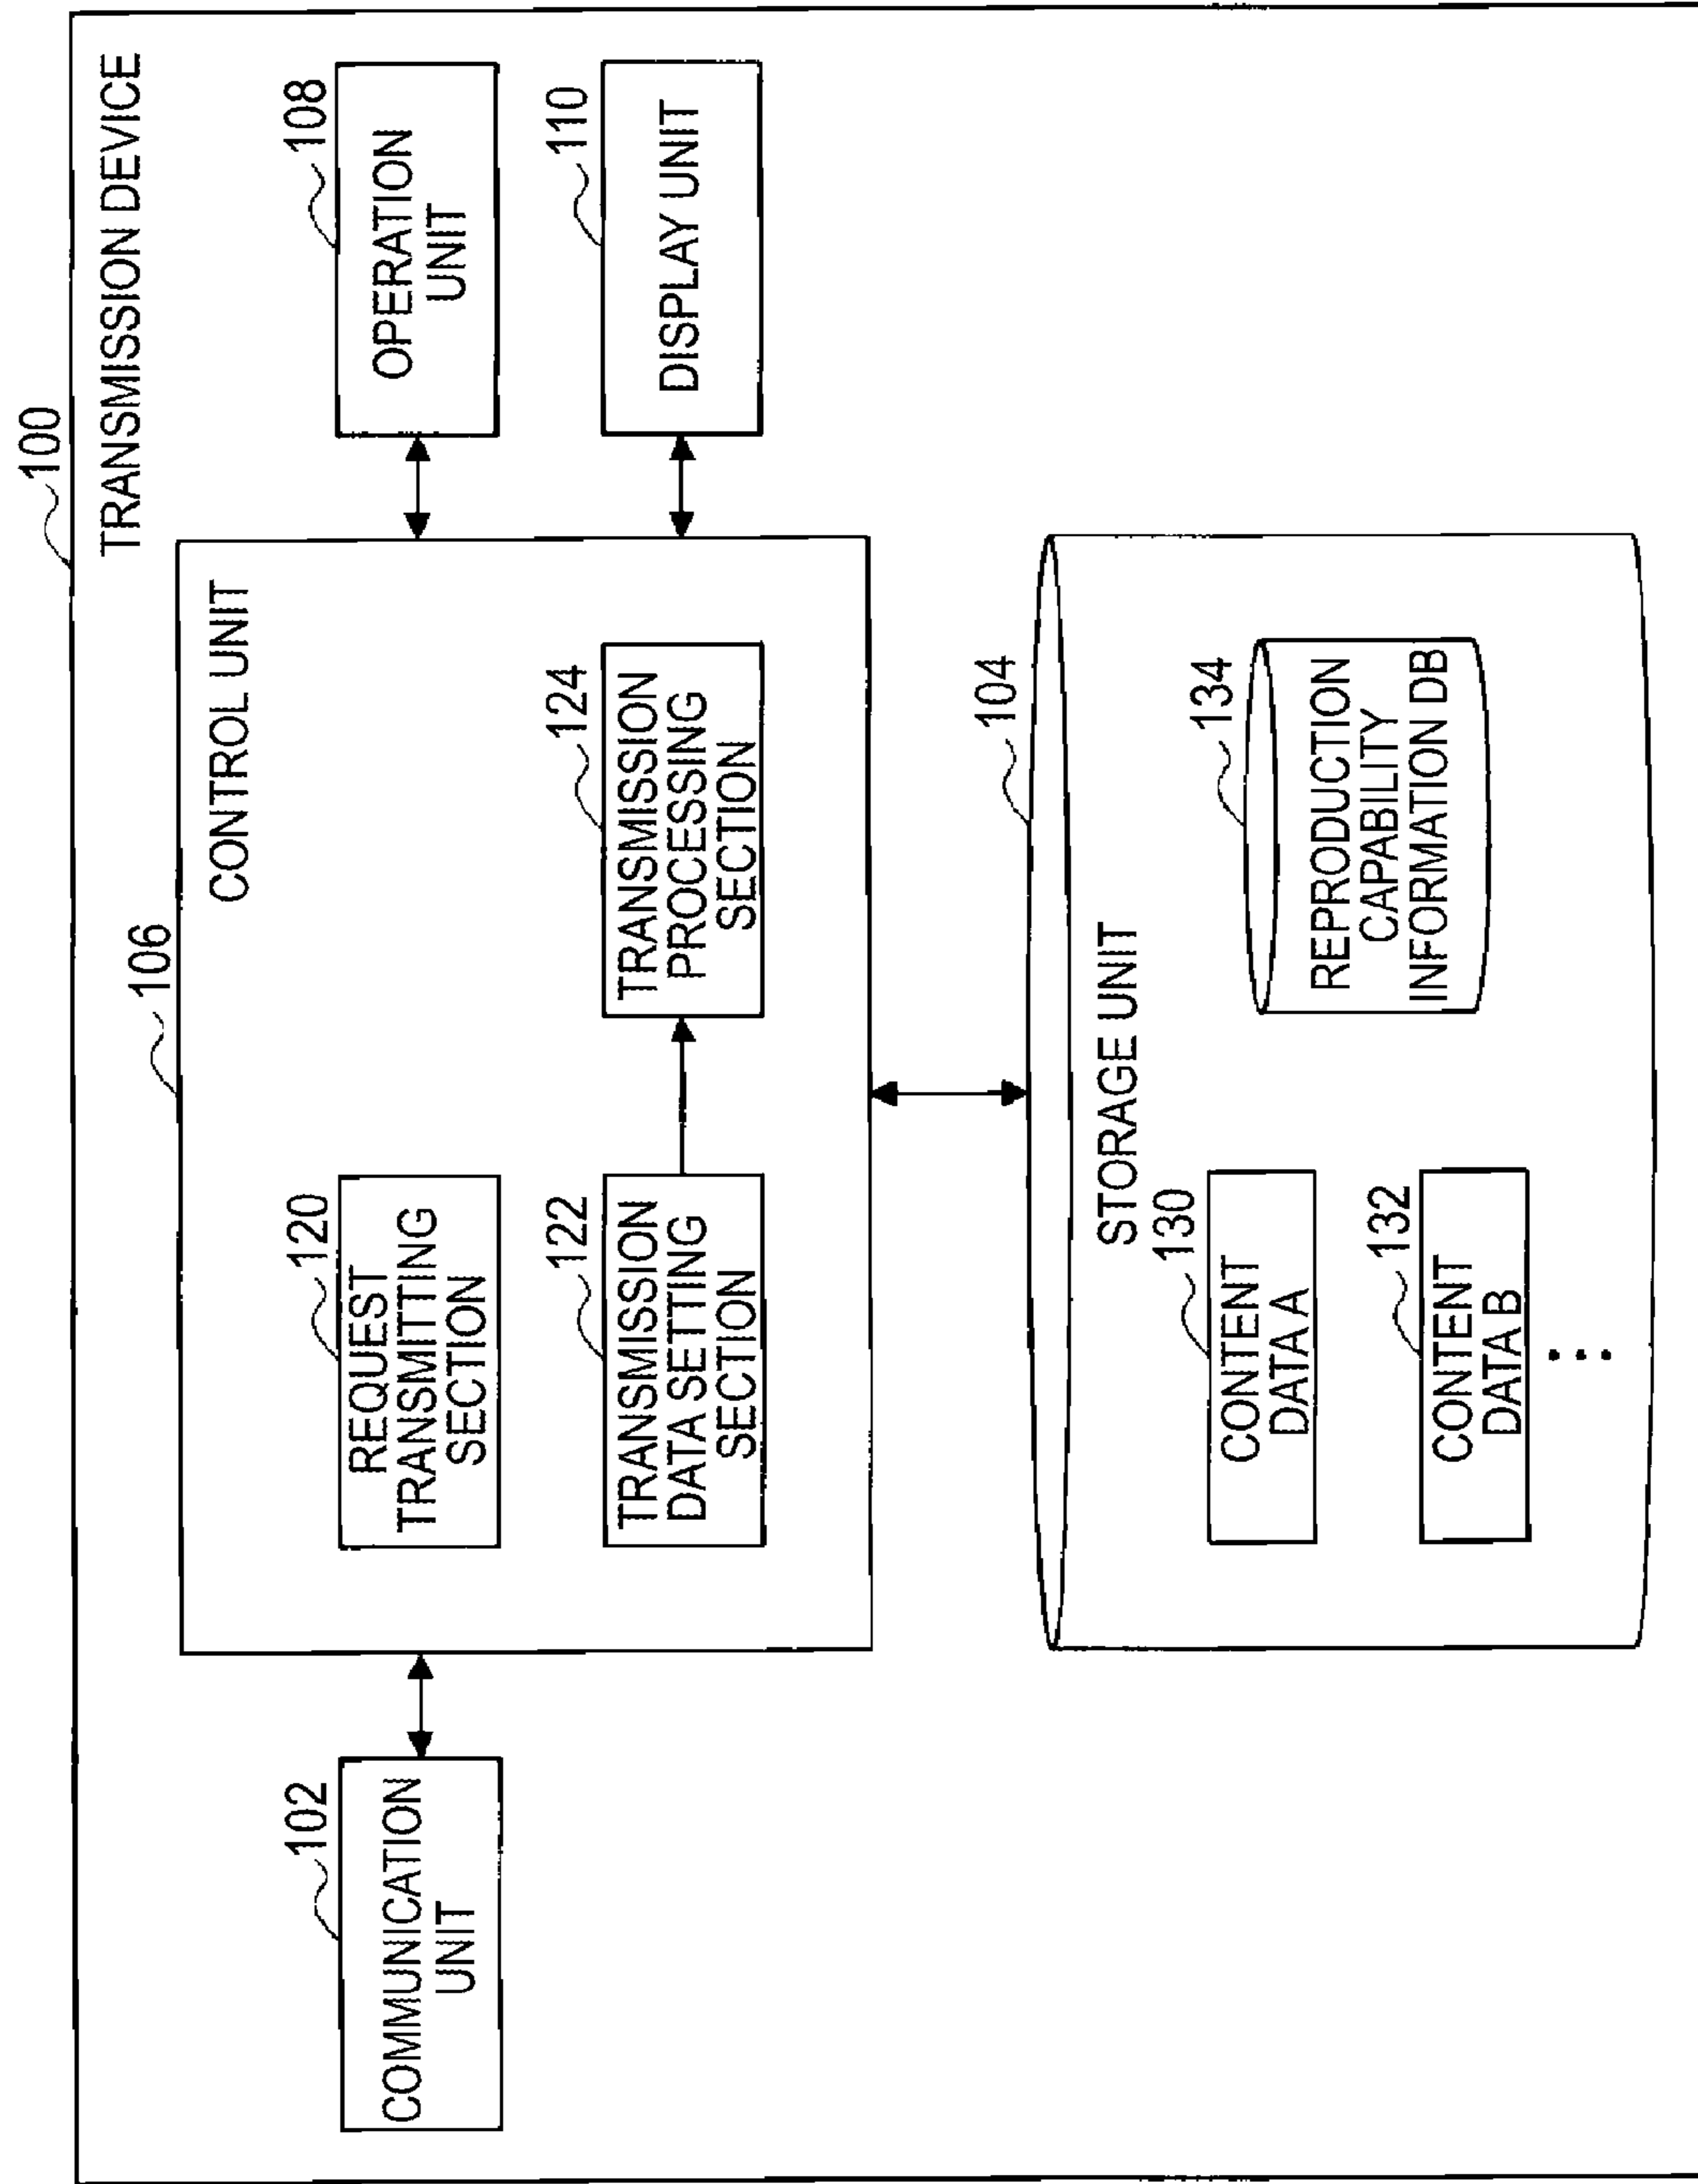 100
TRANSMISSION DEVICE
106
CONTROL UNIT
102
COMMUNICATION
UNIT
120
REQUEST
TRANSMITTING
SECTION
122
TRANSMISSION
DATA SETTING
SECTION
124
TRANSMISSION
PROCESSING
SECTION
108
OPERATION
UNIT
110
DISPLAY UNIT
104
STORAGE UNIT
130
CONTENT
DATA A
132
CONTENT
DATA B
...
134
REPRODUCTION
CAPABILITY
INFORMATION DB